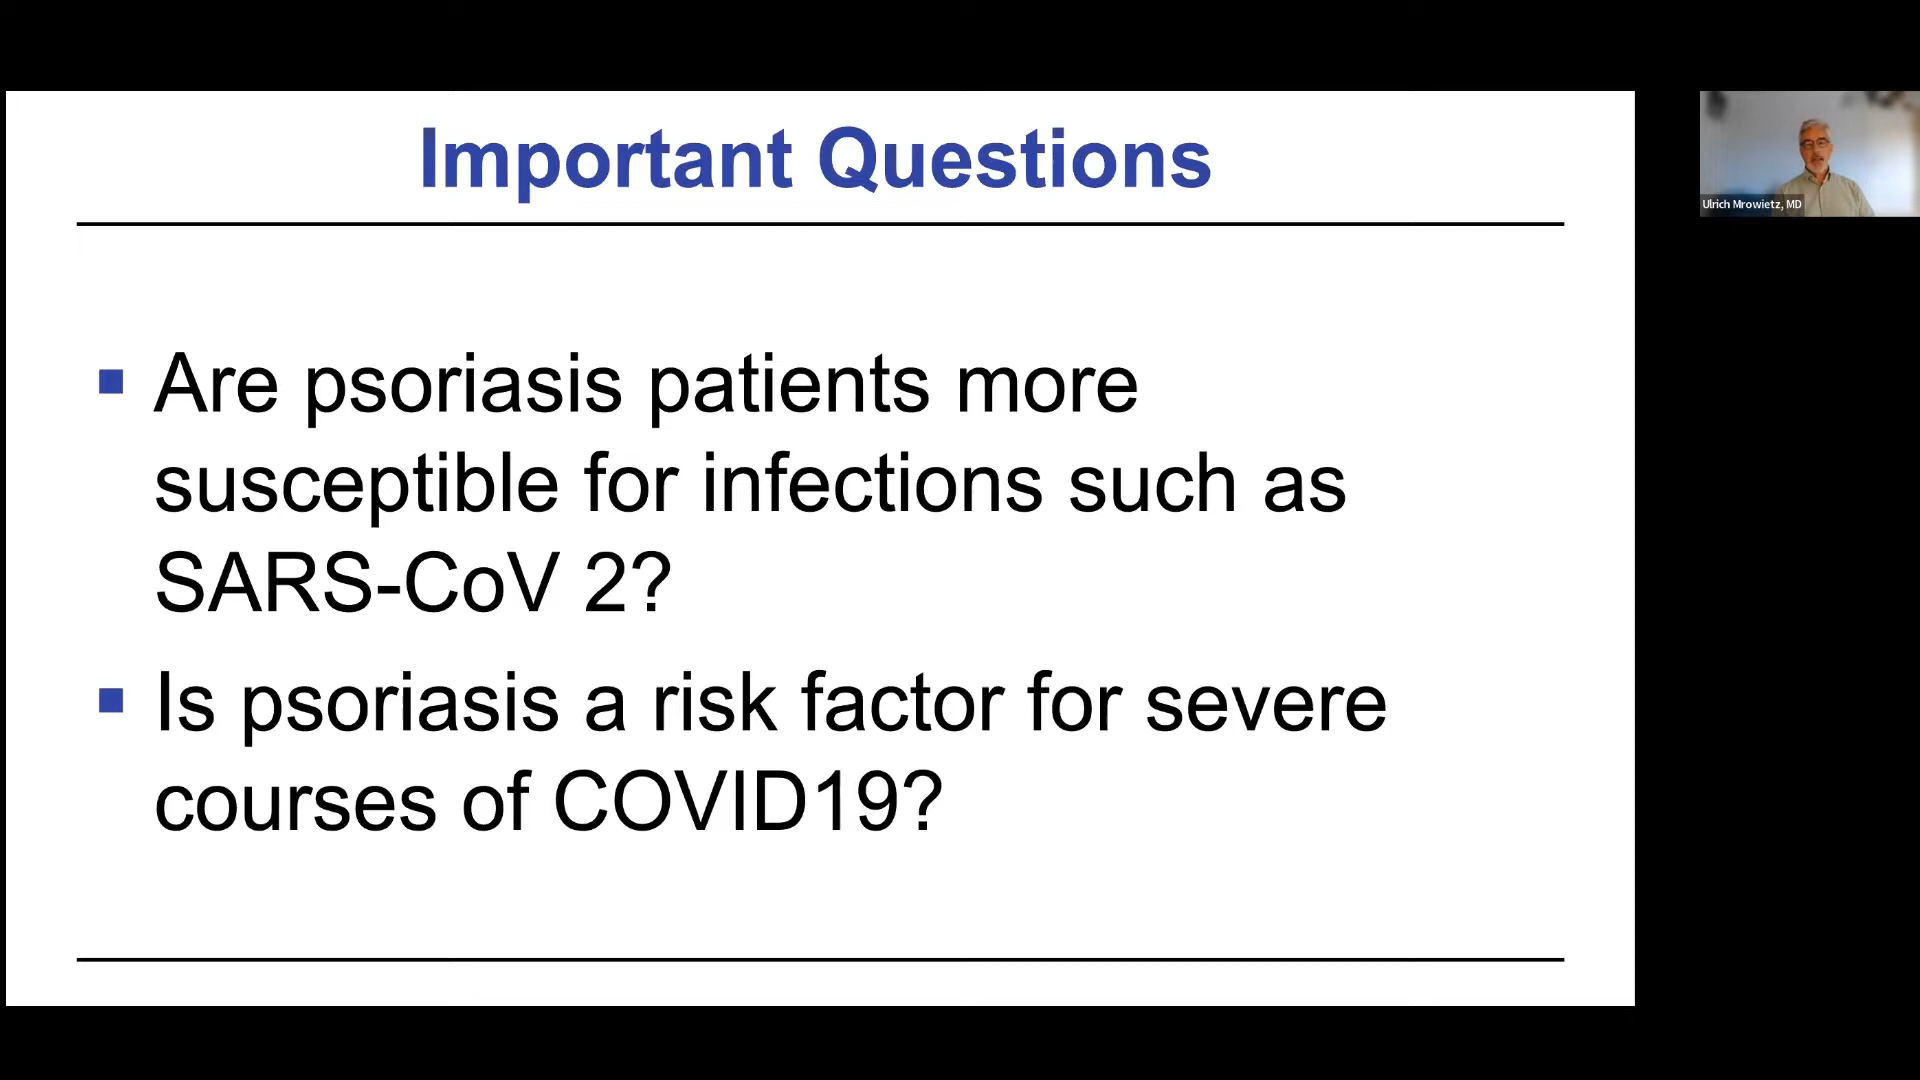 Important Questions
Ulrich Mrowietz, MD
Are psoriasis patients more
susceptible for infections such as
SARS-CoV 2?
Is psoriasis a risk factor for severe
courses of COVID19?